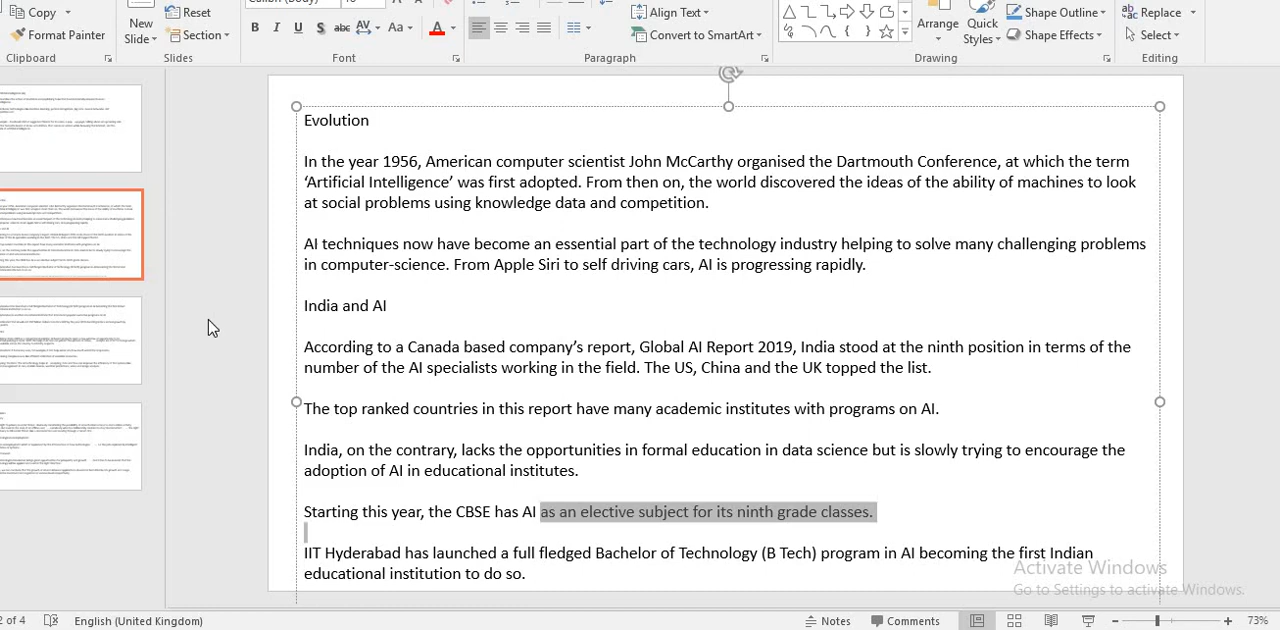 Copy
Format Painter
Clipboard
New
Slide
Reset
Section
Slides
B I U S abc AV Aa A
Font
Align Text
Convert to SmartArt
Paragraph
Arrange
Quick
Styles
Shape Outline
Shape Effects
Drawing
Replace
Select
Editing
Evolution
In the year 1956, American computer scientist John McCarthy organised the Dartmouth Conference, at which the term
‘Artificial Intelligence’ was first adopted. From then on, the world discovered the ideas of the ability of machines to look
at social problems using knowledge data and competition.
AI techniques now have become an essential part of the technology industry helping to solve many challenging problems
in computer-science. From Apple Siri to self driving cars, AI is progressing rapidly.
India and AI
According to a Canada based company’s report, Global AI Report 2019, India stood at the ninth position in terms of the
number of the AI specialists working in the field. The US, China and the UK topped the list.
The top ranked countries in this report have many academic institutes with programs on AI.
India, on the contrary, lack the opportunities in formal education in data science but is slowly trying to encourage the
adoption of AI in educational institutes.
Starting this year, the CBSE has AI as an elective subject for its ninth grade classes.
IIT Hyderabad has launched a full fledged Bachelor of Technology (B Tech) program in AI becoming the first Indian
educational institution to do so.
Activate Windows
Go to Settings to activate Windows.
2 of 4
English (United Kingdom)
Notes
Comments
73%